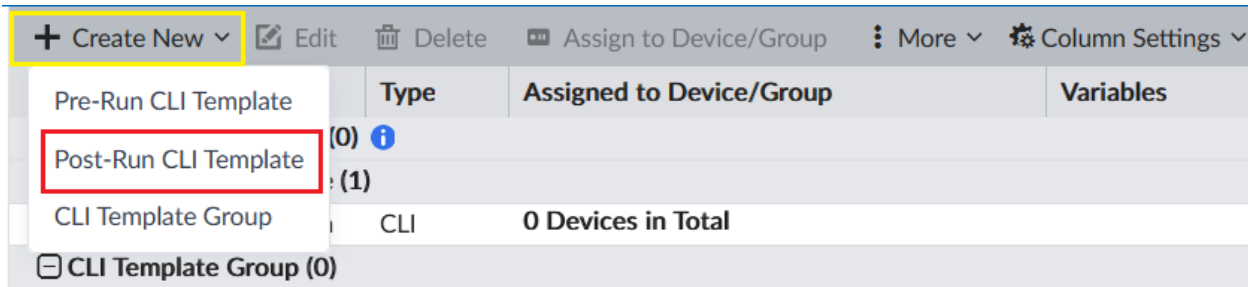 Create New Edit Delete Assign to Device/Group More Column Settings
Type Assigned to Device/Group Variables
Pre-Run CLI Template
(0)
Post-Run CLI Template
(1)
CLI Template Group
CLI 0 Devices in Total
CLI Template Group (0)